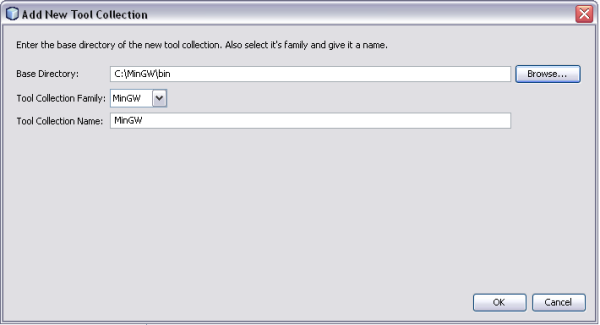 Add New Tool Collection
Enter the base directory of the new tool collection. Also select it's family and give it a name.
Base Directory: C:\MinGW\bin Browse...
Tool Collection Family: MinGW
Tool Collection Name: MinGW
OK Cancel